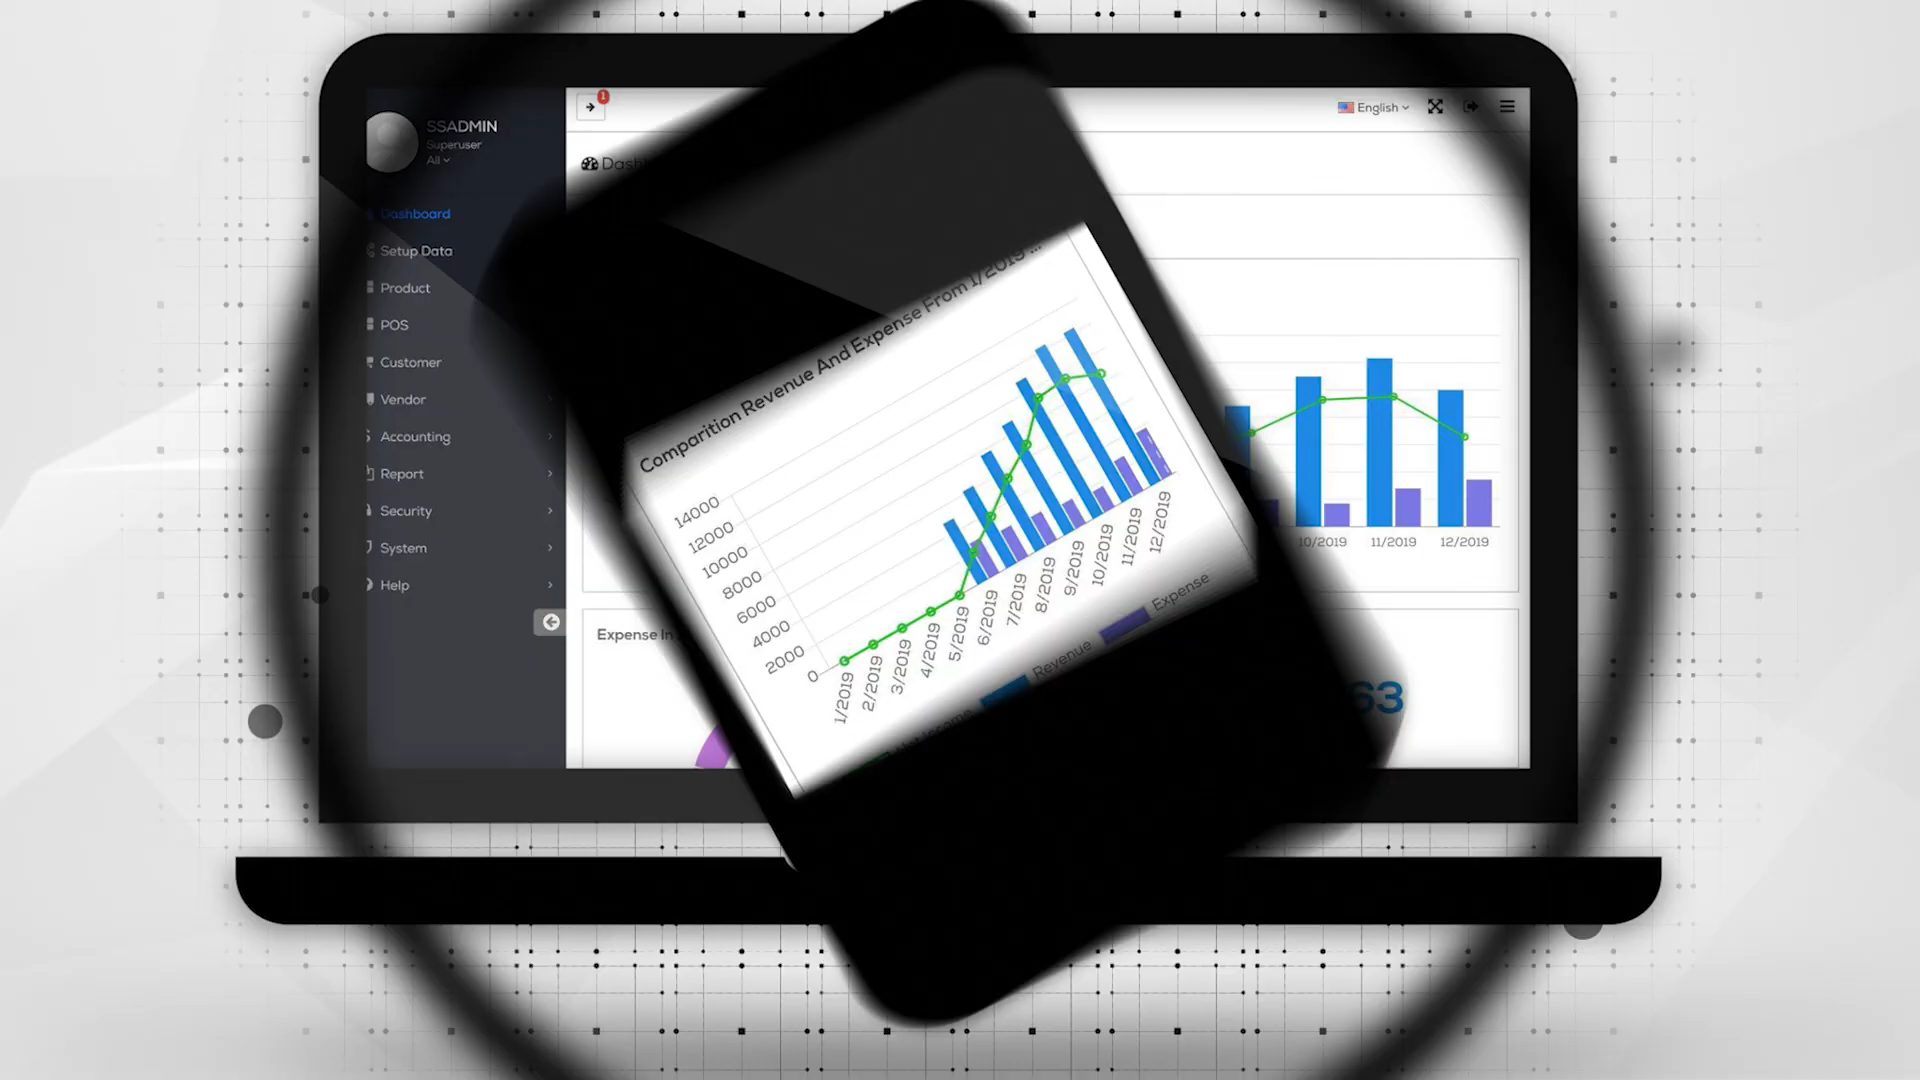 SSADMIN
Superuser
All
1
English
Dashboard
Setup Data
Product
POS
Customer
Vendor
Accounting
Report
Security
System
Help
Comparition Revenue And Expense From 1/2019 ...
14000
12000
10000
8000
6000
4000
2000
0
1/2019
2/2019
3/2019
4/2019
5/2019
6/2019
7/2019
8/2019
9/2019
10/2019
11/2019
12/2019
Revenue
Expense
10/2019
11/2019
12/2019
Expense In
63